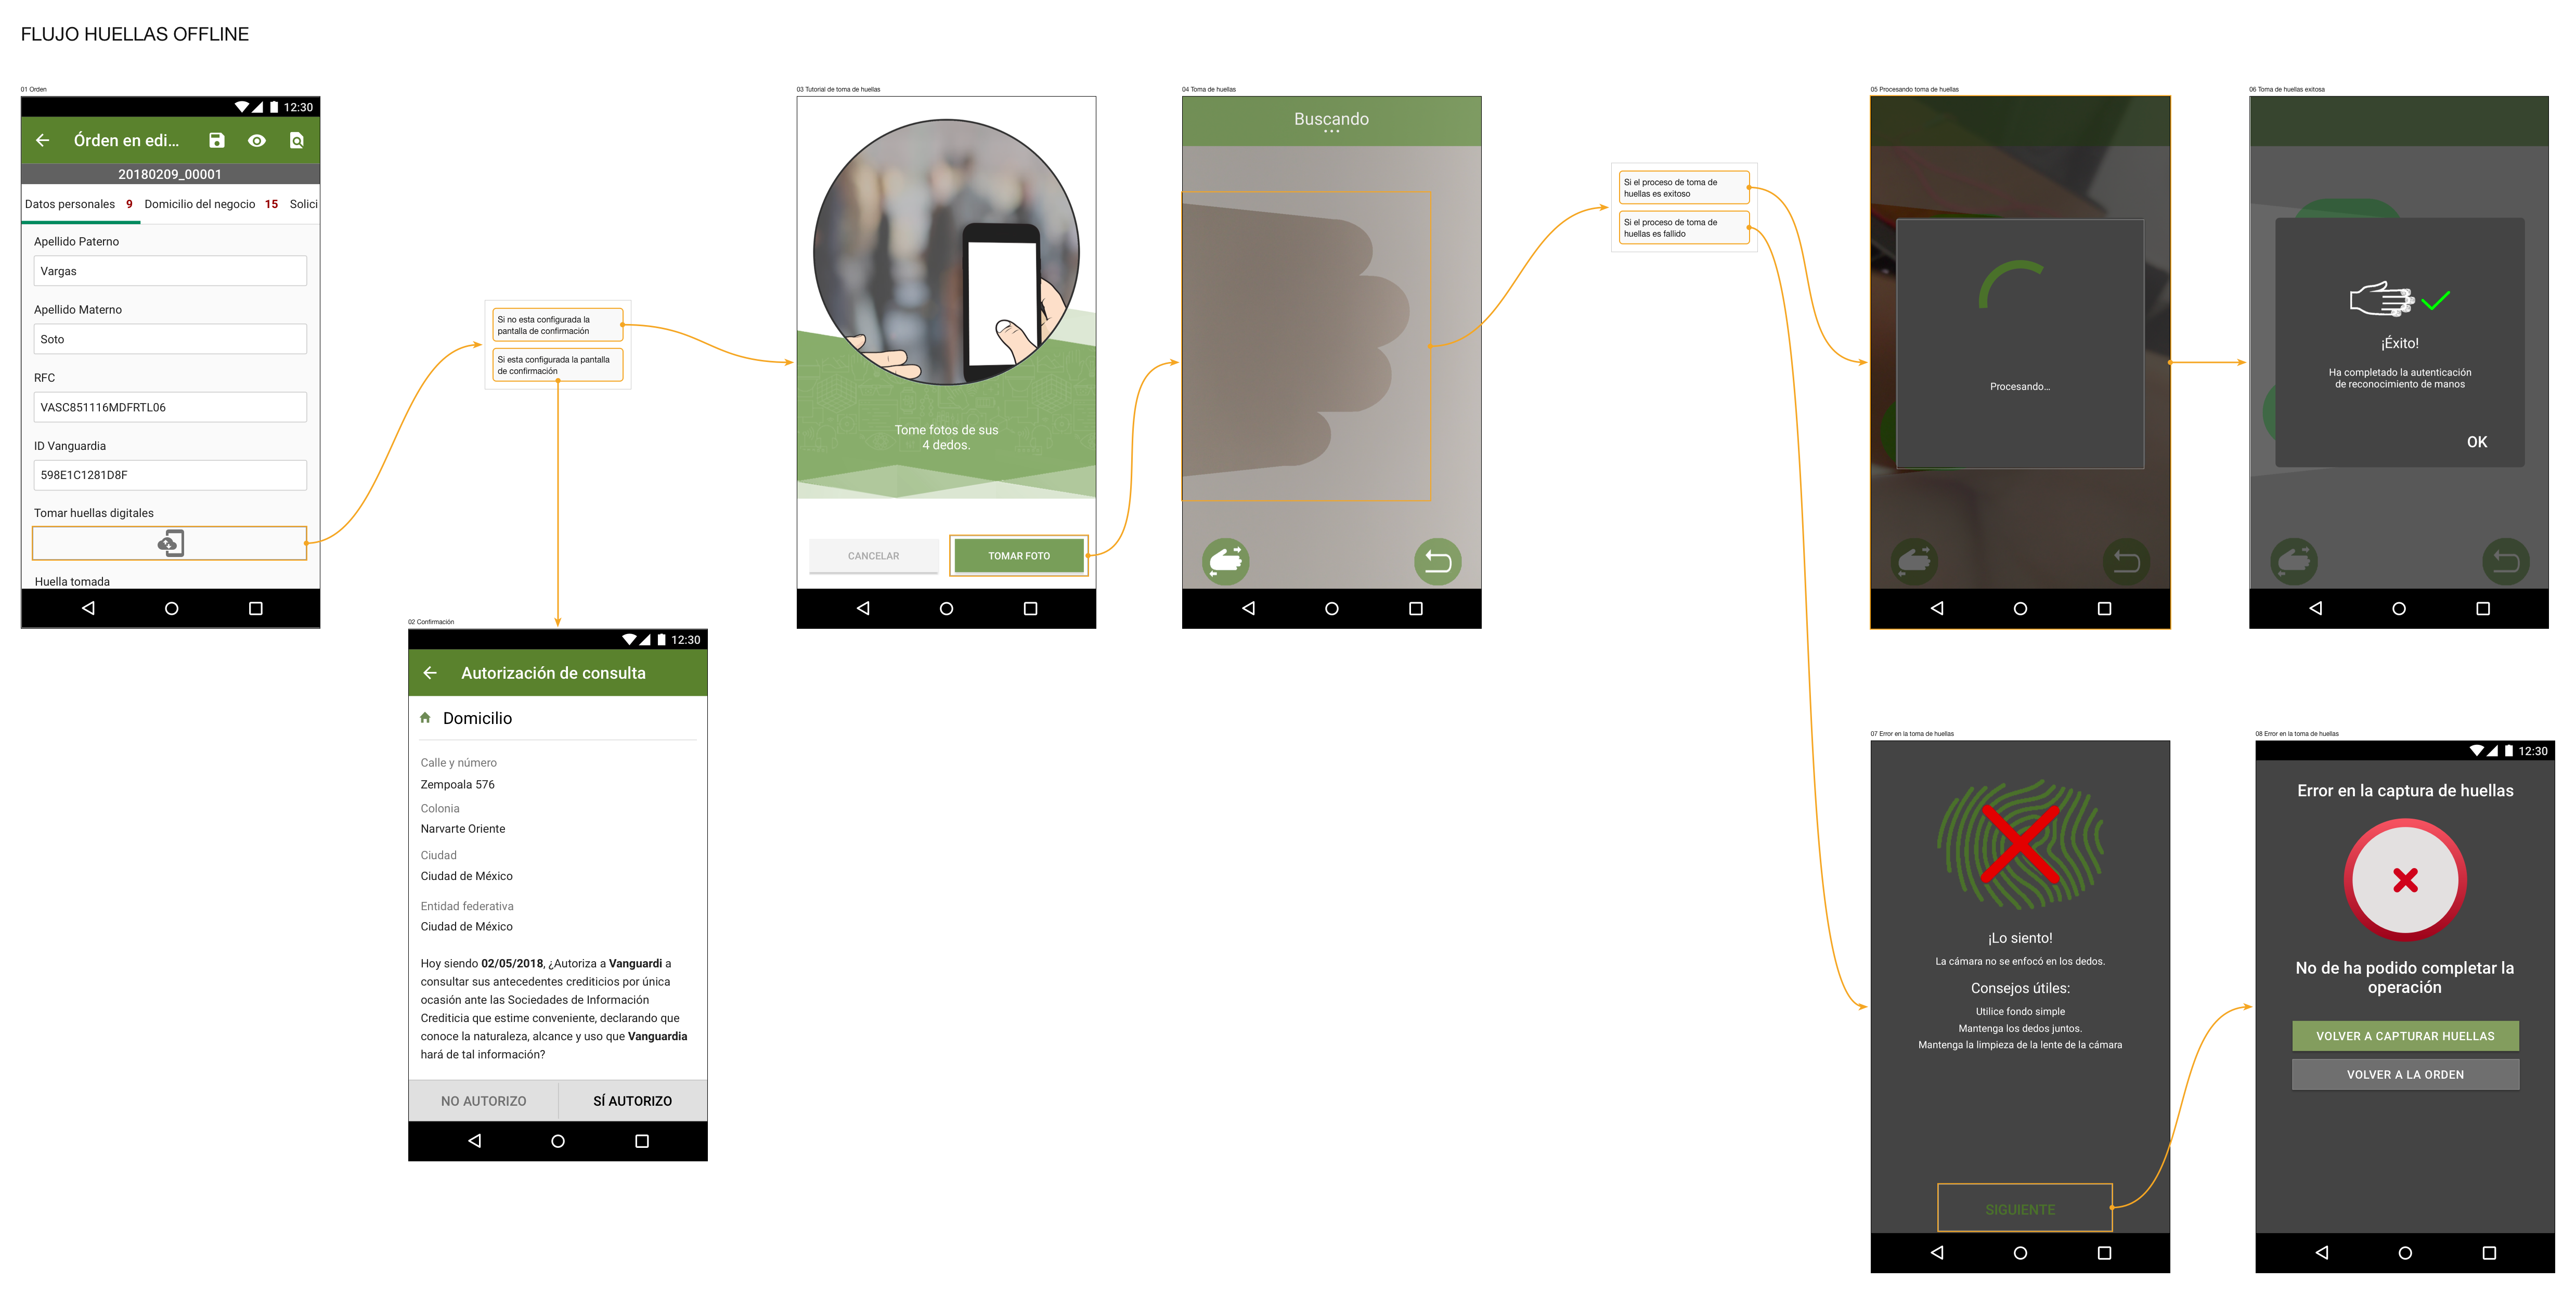 FLUJO HUELLAS OFFLINE
01 Orden
12:30
Órden en edi...
20180209_00001
Datos personales 9 Domicilio del negocio 15 Solici
Apellido Paterno
Vargas
Apellido Materno
Soto
RFC
VASC851116MDFRTL06
ID Vanguardia
598E1C1281D8F
Tomar huellas digitales
Huella tomada
Si no esta configurada la
pantalla de confirmación
Si esta configurada la pantalla
de confirmación
02 Confirmación
12:30
Autorización de consulta
Domicilio
Calle y número
Zempoala 576
Colonia
Narvarte Oriente
Ciudad
Ciudad de México
Entidad federativa
Ciudad de México
Hoy siendo 02/05/2018, ¿Autoriza a Vanguardi a
consultar sus antecedentes crediticios por única
ocasión ante las Sociedades de Información
Crediticia que estime conveniente, declarando que
conoce la naturaleza, alcance y uso que Vanguardia
hará de tal información?
NO AUTORIZO
SÍ AUTORIZO
03 Tutorial de toma de huellas
Tome fotos de sus
4 dedos.
CANCELAR
TOMAR FOTO
04 Toma de huellas
Buscando
...
Si el proceso de toma de
huellas es exitoso
Si el proceso de toma de
huellas es fallido
05 Procesando toma de huellas
Procesando...
06 Toma de huellas exitosa
¡Éxito!
Ha completado la autenticación
de reconocimiento de manos
OK
07 Error en la toma de huellas
¡Lo siento!
La cámara no se enfocó en los dedos.
Consejos útiles:
Utilice fondo simple
Mantenga los dedos juntos.
Mantenga la limpieza de la lente de la cámara
SIGUIENTE
08 Error en la toma de huellas
12:30
Error en la captura de huellas
No de ha podido completar la
operación
VOLVER A CAPTURAR HUELLAS
VOLVER A LA ORDEN